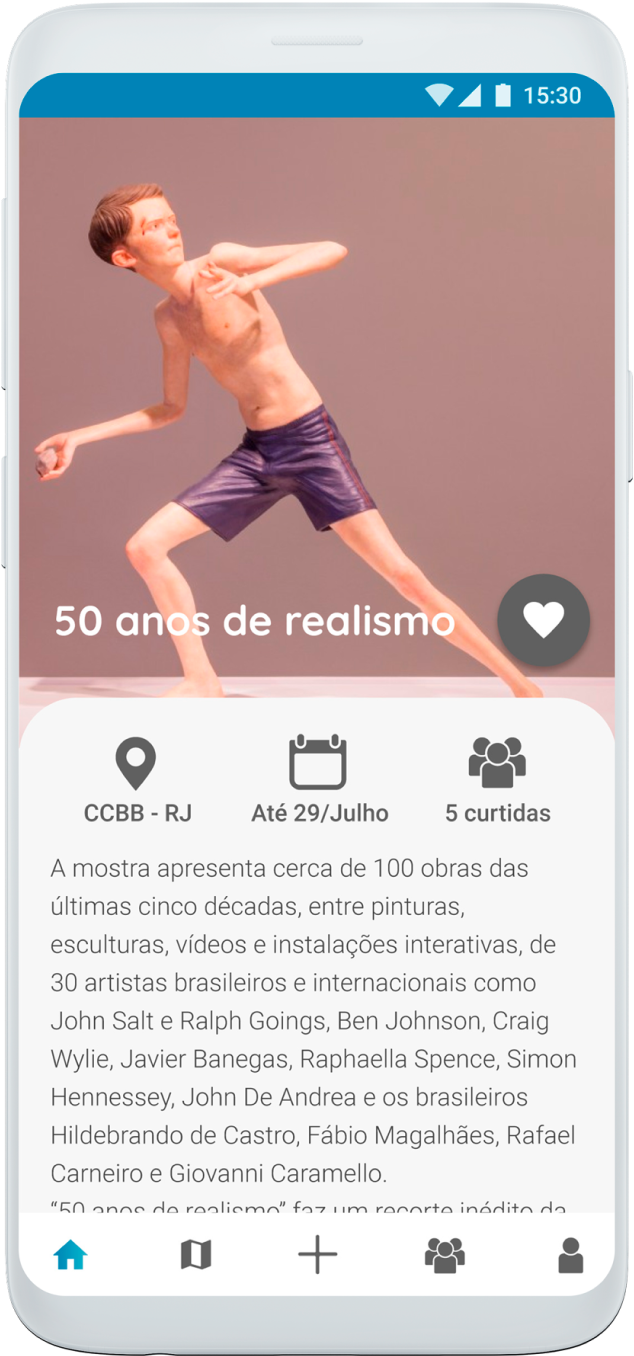 15:30
50 anos de realismo
CCBB - RJ
Até 29/Julho
5 curtidas
A mostra apresenta cerca de 100 obras das
últimas cinco décadas, entre pinturas,
esculturas, vídeos e instalações interativas, de
30 artistas brasileiros e internacionais como
John Salt e Ralph Goings, Ben Johnson, Craig
Wylie, Javier Banegas, Raphaella Spence, Simon
Hennessey, John De Andrea e os brasileiros
Hildebrando de Castro, Fábio Magalhães, Rafael
Carneiro e Giovanni Caramello.
“50 anos de realismo” faz um recorte inédito da